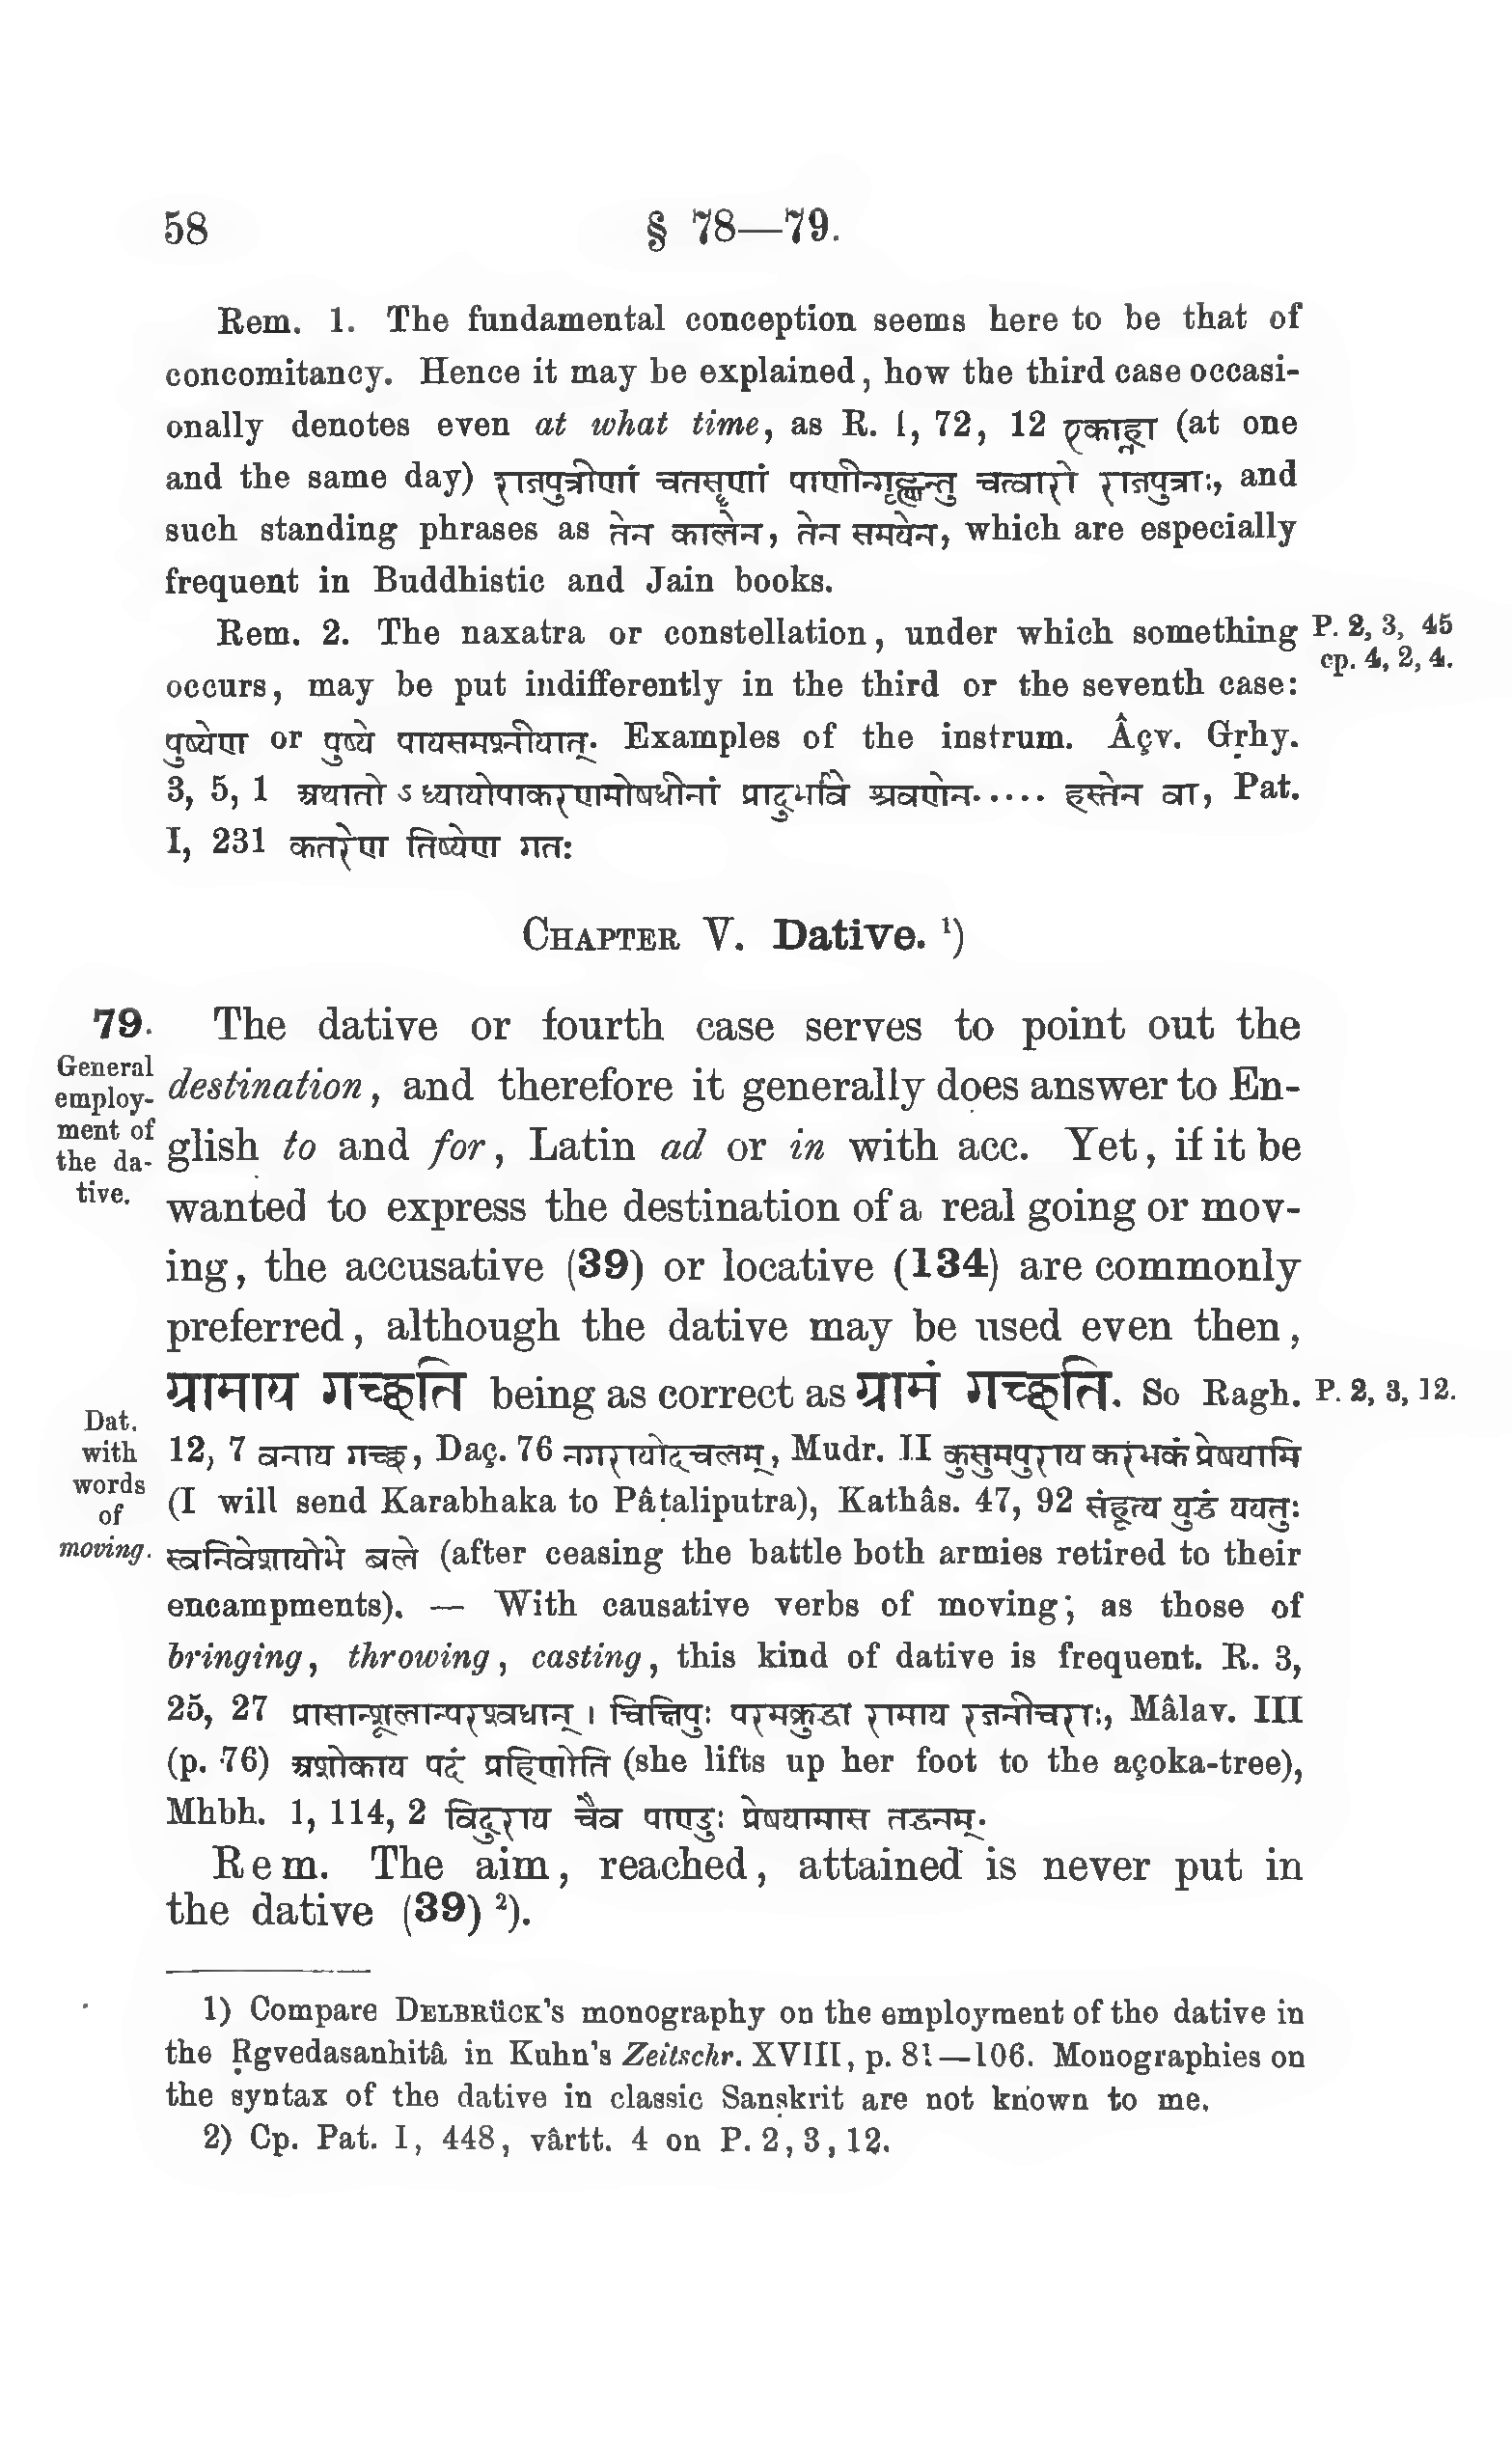 58 § 78—79.
Rem. 1. The fundamental conception seems here to be that of
concomitancy. Hence it may be explained, how the third case occasi-
onally denotes even at what time, as R. 1, 72, 12 एकाह्ना (at one
and the same day) राजपुत्रीणां चतसॄणां पाणीन्गृह्णन्तु चत्वारो राजपुत्राः, and
such standing phrases as तेन कालेन, तेन समयेन, which are especially
frequent in Buddhistic and Jain books.
Rem. 2. The naxatra or constellation, under which something
P. 2, 3, 45
cp. 4, 2, 4.
occurs, may be put indifferently in the third or the seventh case:
पुष्येण or पुष्ये पायसमश्नीयात्. Examples of the instrum. Âçv. Gṛhy.
3, 5, 1 अथातो ऽ ध्यायोपाकरणमोषधीनां प्रादुर्भावे श्रवणेन..... हस्तेन वा, Pat.
I, 231 कतरेण तिष्येण गतः
CHAPTER V. Dative. ¹)
79. The dative or fourth case serves to point out the
General
employ-
ment of
the da-
tive.
destination, and therefore it generally does answer to En-
glish to and for, Latin ad or in with acc. Yet, if it be
wanted to express the destination of a real going or mov-
ing, the accusative (39) or locative (134) are commonly
preferred, although the dative may be used even then,
ग्रामाय गच्छति being as correct as ग्रामं गच्छति. So Ragh. P. 2, 3, 12.
Dat.
with
words
of
moving.
12, 7 वनाय गच्छ, Daç. 76 नगरायोदचलम्, Mudr. II कुसुमपुराय करभकं प्रेषयामि
(I will send Karabhaka to Pâṭaliputra), Kathâs. 47, 92 संहृत्य युद्धं ययतुः
स्वनिवेशायोभे बले (after ceasing the battle both armies retired to their
encampments). — With causative verbs of moving; as those of
bringing, throwing, casting, this kind of dative is frequent. R. 3,
25, 27 प्रासान्शूलान्परश्वधान् । चिक्षिपुः परमक्रुद्धा रामाय रजनीचराः, Mâlav. III
(p. 76) अशोकाय पदं प्रहिणोति (she lifts up her foot to the açoka-tree),
Mhbh. 1, 114, 2 विदुराय चैव पाण्डुः प्रेषयामास तद्धनम्.
Rem. The aim, reached, attained is never put in
the dative (39) ²).
1) Compare DELBRÜCK's monography on the employment of the dative in
the Ṛgvedasanhitâ in Kuhn's Zeitschr. XVIII, p. 81—106. Monographies on
the syntax of the dative in classic Sanskrit are not known to me.
2) Cp. Pat. I, 448, vârtt. 4 on P. 2, 3, 12.